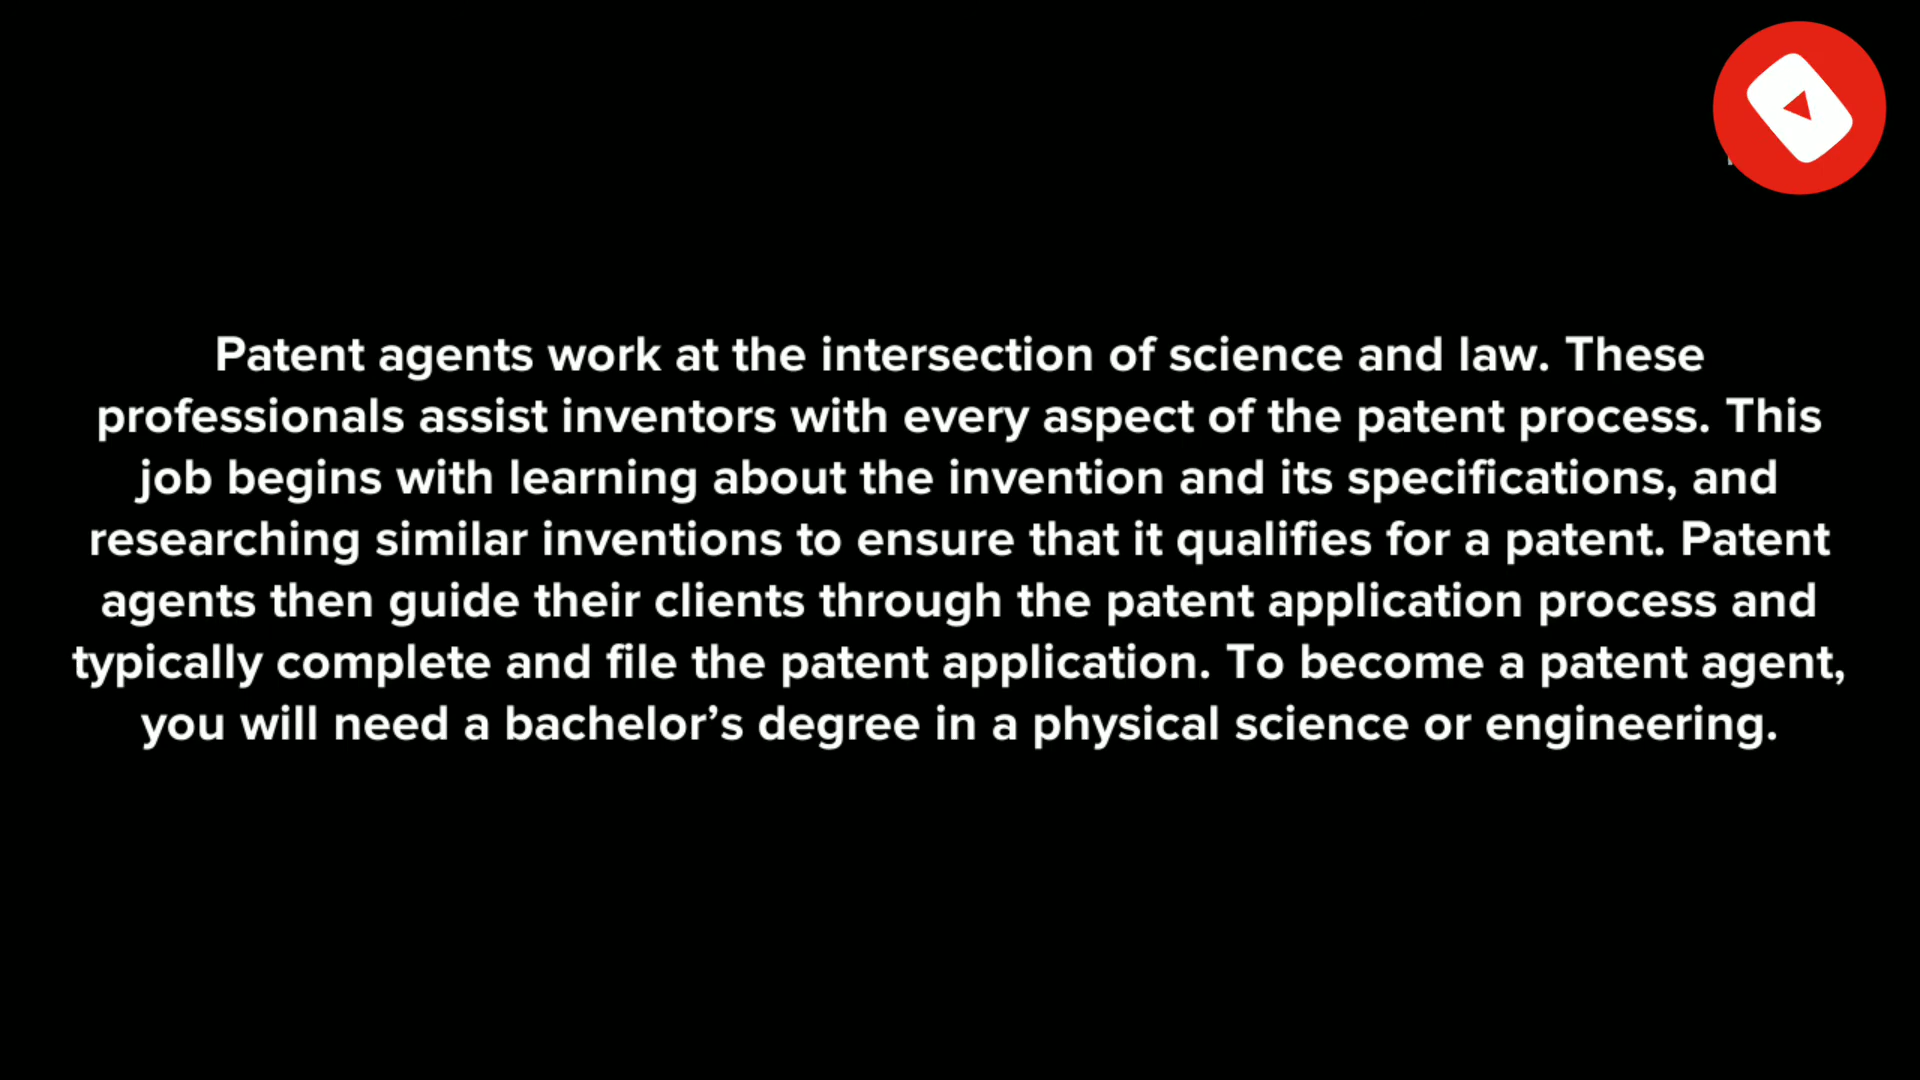 Patent agents work at the intersection of science and law. These
professionals assist inventors with every aspect of the patent process. This
job begins with learning about the invention and its specifications, and
researching similar inventions to ensure that it qualifies for a patent. Patent
agents then guide their clients through the patent application process and
typically complete and file the patent application. To become a patent agent,
you will need a bachelor’s degree in a physical science or engineering.